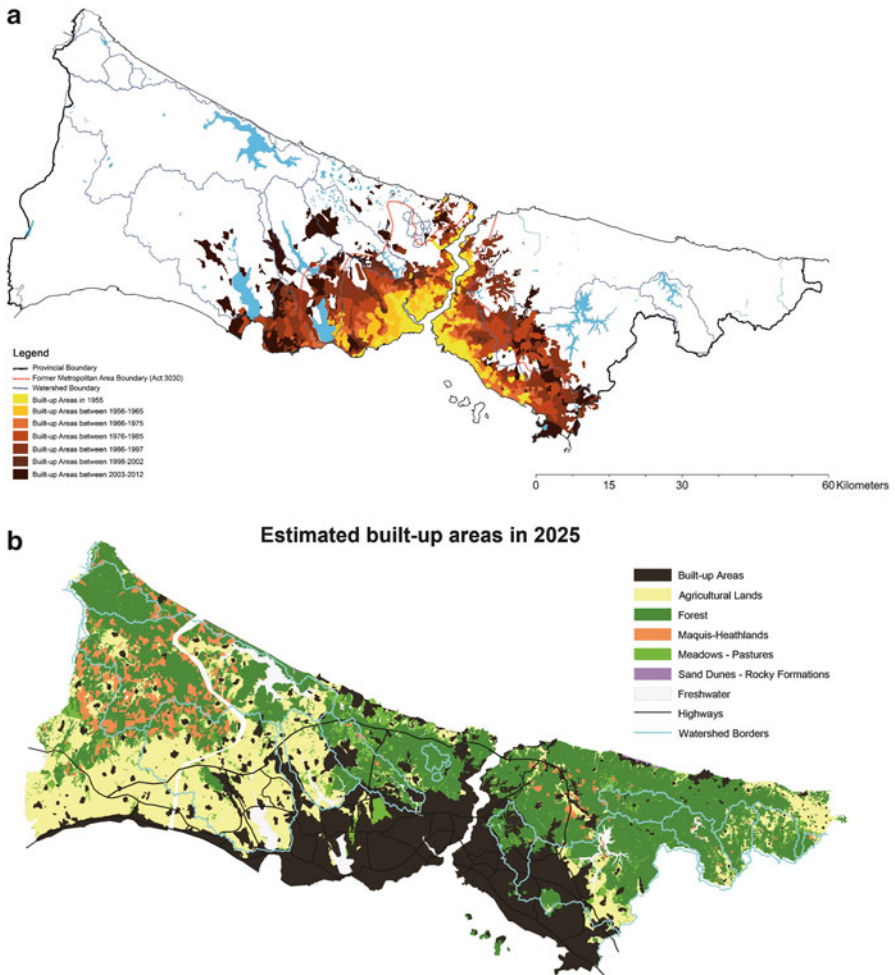 a
Legend
Provincial Boundary
Former Metropolitan Area Boundary (Act 3030)
Watershed Boundary
Built-up Areas in 1955
Built-up Areas between 1956-1965
Built-up Areas between 1966-1975
Built-up Areas between 1976-1985
Built-up Areas between 1986-1997
Built-up Areas between 1998-2002
Built-up Areas between 2003-2012
0 15 30 60 Kilometers
b
Estimated built-up areas in 2025
Built-up Areas
Agricultural Lands
Forest
Maquis-Heathlands
Meadows - Pastures
Sand Dunes - Rocky Formations
Freshwater
Highways
Watershed Borders